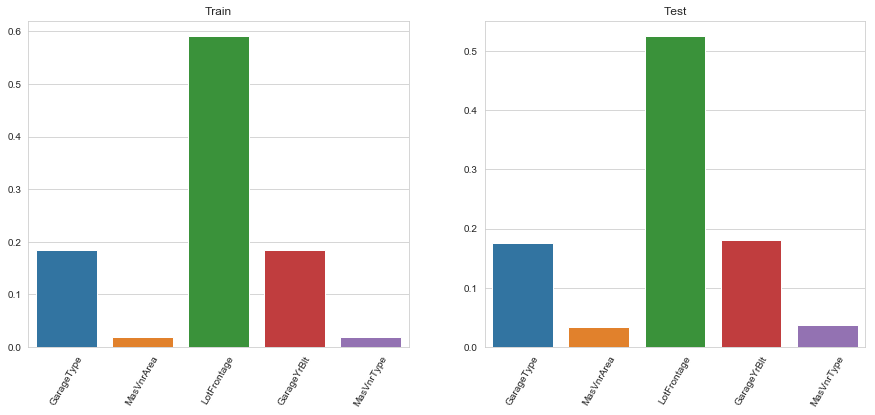 Train
0.6
0.5
0.4
0.3
0.2
0.1
0.0
GarageType
MasVnrArea
LotFrontage
GarageYrBlt
MasVnrType
Test
0.5
0.4
0.3
0.2
0.1
0.0
GarageType
MasVnrArea
LotFrontage
GarageYrBlt
MasVnrType